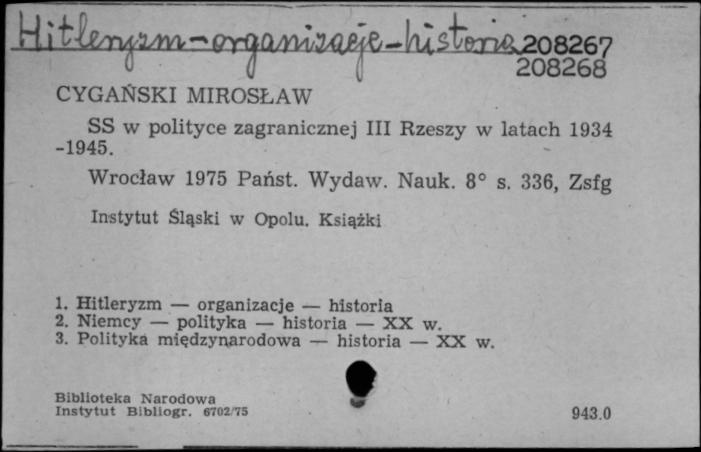 Hitleryzm - organizacje - historia 208267
208268
CYGAŃSKI MIROSŁAW
SS w polityce zagranicznej III Rzeszy w latach 1934
-1945.
Wrocław 1975 Państ. Wydaw. Nauk. 8° s. 336, Zsfg
Instytut Śląski w Opolu. Książki
1. Hitleryzm — organizacje — historia
2. Niemcy — polityka — historia — XX w.
3. Polityka międzynarodowa — historia — XX w.
Biblioteka Narodowa
Instytut Bibliogr. 6702/75 943.0